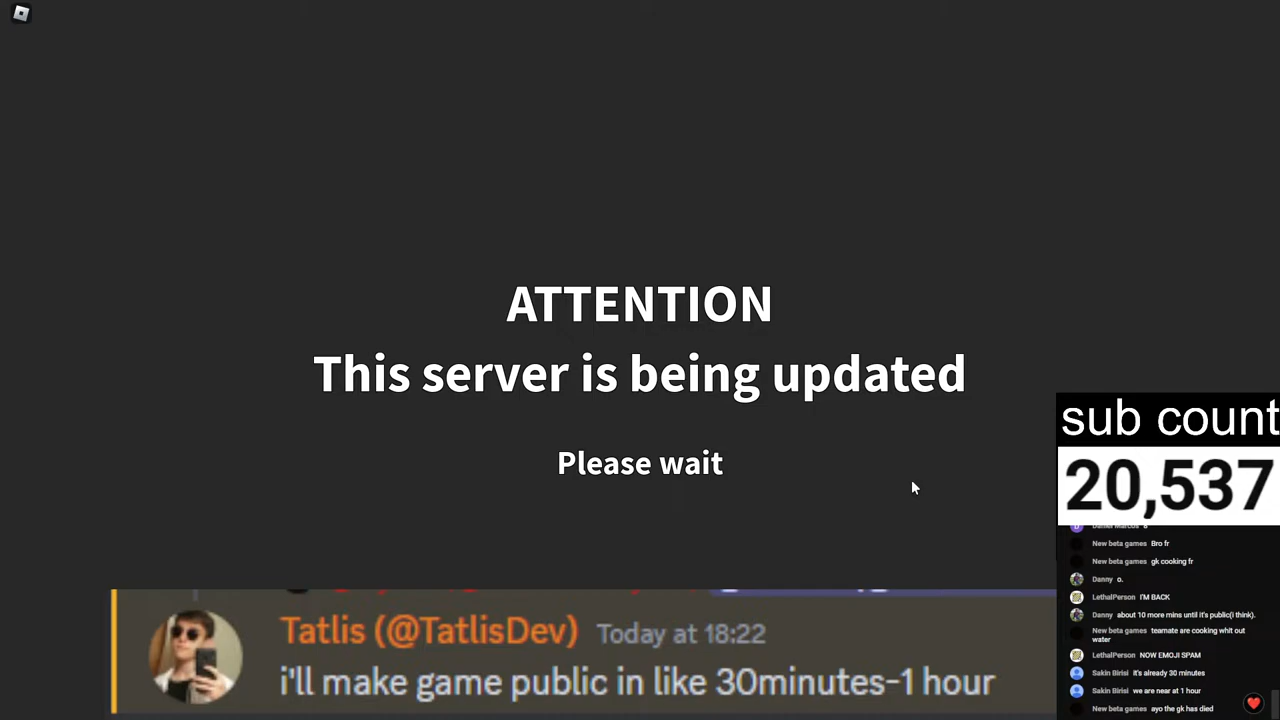 ATTENTION
This server is being updated
Please wait
sub count
20,537
Daniel Marcos
New beta games Bro fr
New beta games gk cooking fr
Danny o.
LethalPerson I'M BACK
Danny about 10 more mins until it's public(i think).
New beta games teamate are cooking whit out
water
LethalPerson NOW EMOJI SPAM
Sakin Birisi it's already 30 minutes
Sakin Birisi we are near at 1 hour
New beta games ayo the gk has died
Tatlis (@TatlisDev) Today at 18:22
i'll make game public in like 30minutes-1 hour